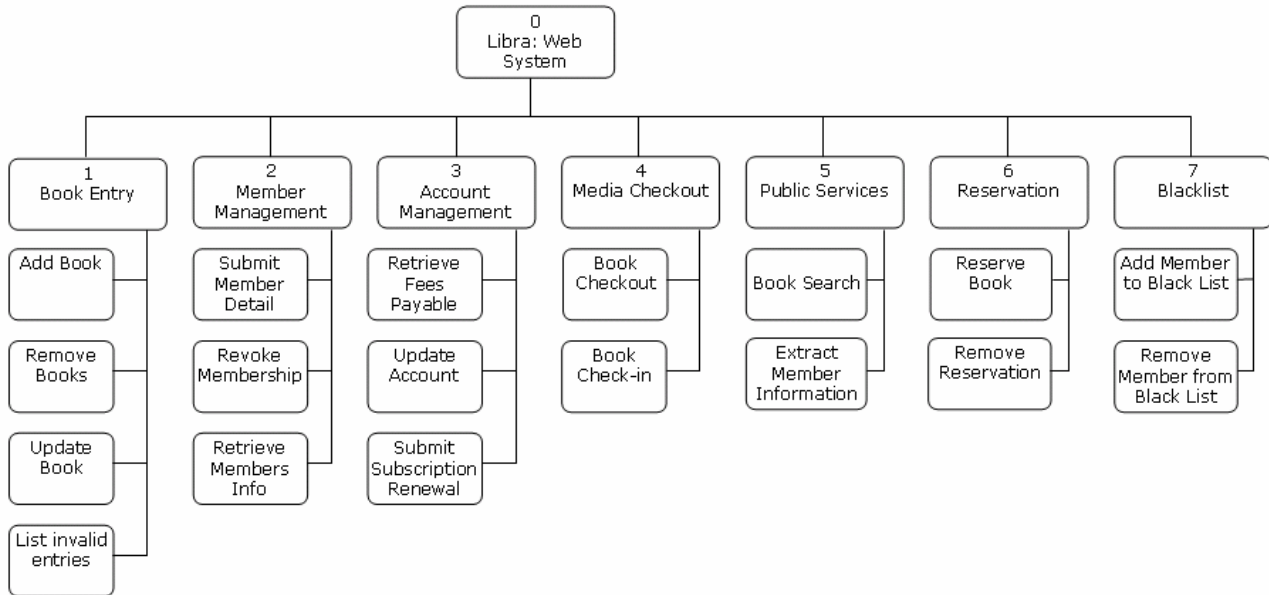 0
Libra: Web
System
1
Book Entry
2
Member
Management
3
Account
Management
4
Media Checkout
5
Public Services
6
Reservation
7
Blacklist
Add Book
Remove
Books
Update
Book
List invalid
entries
Submit
Member
Detail
Revoke
Membership
Retrieve
Members
Info
Retrieve
Fees
Payable
Update
Account
Submit
Subscription
Renewal
Book
Checkout
Book
Check-in
Book Search
Extract
Member
Information
Reserve
Book
Remove
Reservation
Add Member
to Black List
Remove
Member from
Black List